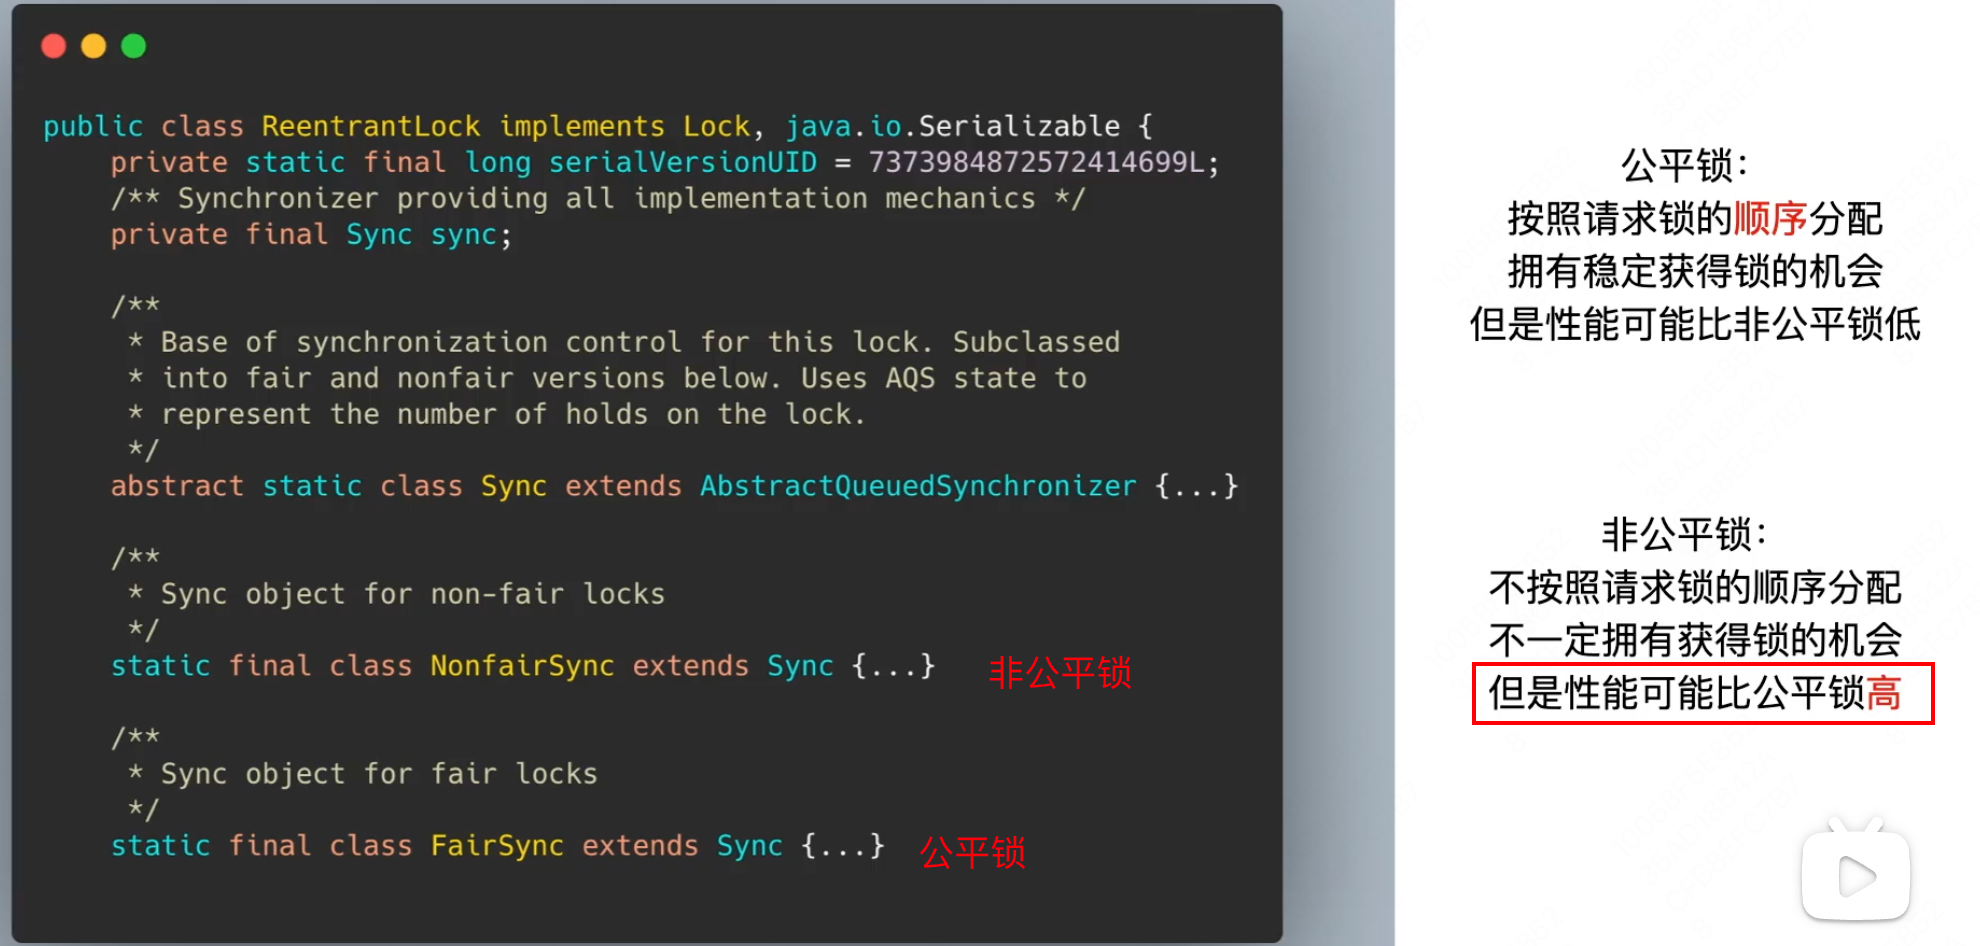 public class ReentrantLock implements Lock, java.io.Serializable {
    private static final long serialVersionUID = 7373984872572414699L;
    /** Synchronizer providing all implementation mechanics */
    private final Sync sync;
    /**
     * Base of synchronization control for this lock. Subclassed
     * into fair and nonfair versions below. Uses AQS state to
     * represent the number of holds on the lock.
     */
    abstract static class Sync extends AbstractQueuedSynchronizer {...}
    /**
     * Sync object for non-fair locks
     */
    static final class NonfairSync extends Sync {...} 非公平锁
    /**
     * Sync object for fair locks
     */
    static final class FairSync extends Sync {...} 公平锁
公平锁：
按照请求锁的顺序分配
拥有稳定获得锁的机会
但是性能可能比非公平锁低
非公平锁：
不按照请求锁的顺序分配
不一定拥有获得锁的机会
但是性能可能比公平锁高